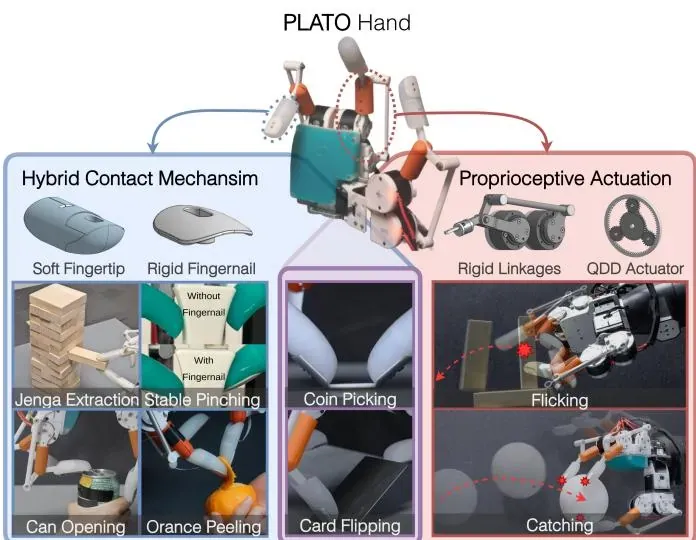 PLATO Hand
Hybrid Contact Mechansim
Proprioceptive Actuation
Soft Fingertip
Rigid Fingernail
Rigid Linkages
QDD Actuator
Without
Fingernail
With
Fingernail
Jenga Extraction
Stable Pinching
Coin Picking
Flicking
Can Opening
Orance Peeling
Card Flipping
Catching